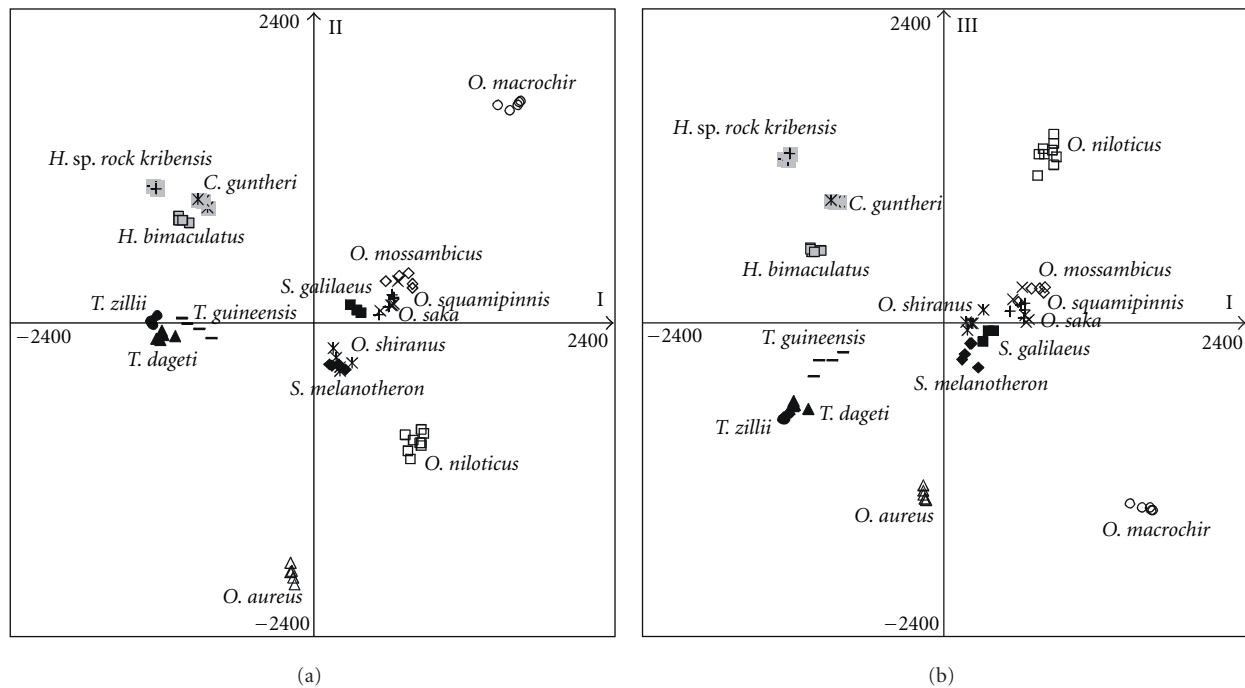 2400
II
O. macrochir
H. sp. rock kribensis
C. guntheri
H. bimaculatus
O. mossambicus
S. galilaeus
O. squamipinnis
I
T. zillii
T. guineensis
O. saka
−2400
2400
T. dageti
O. shiranus
S. melanotheron
O. niloticus
O. aureus
−2400
(a)
2400
III
H. sp. rock kribensis
O. niloticus
C. guntheri
H. bimaculatus
O. mossambicus
O. shiranus
O. squamipinnis
I
O. saka
−2400
2400
T. guineensis
S. galilaeus
S. melanotheron
T. dageti
T. zillii
O. aureus
O. macrochir
−2400
(b)